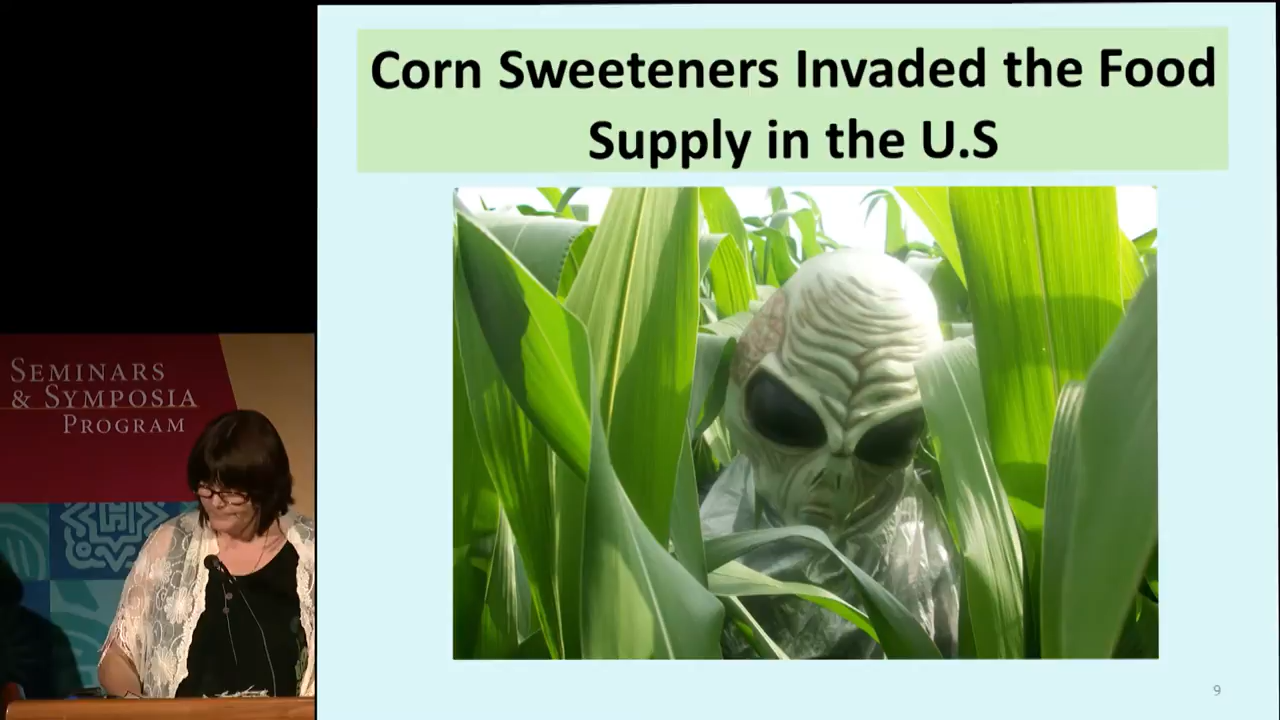 Corn Sweeteners Invaded the Food
Supply in the U.S
SEMINARS
& SYMPOSIA
PROGRAM
9